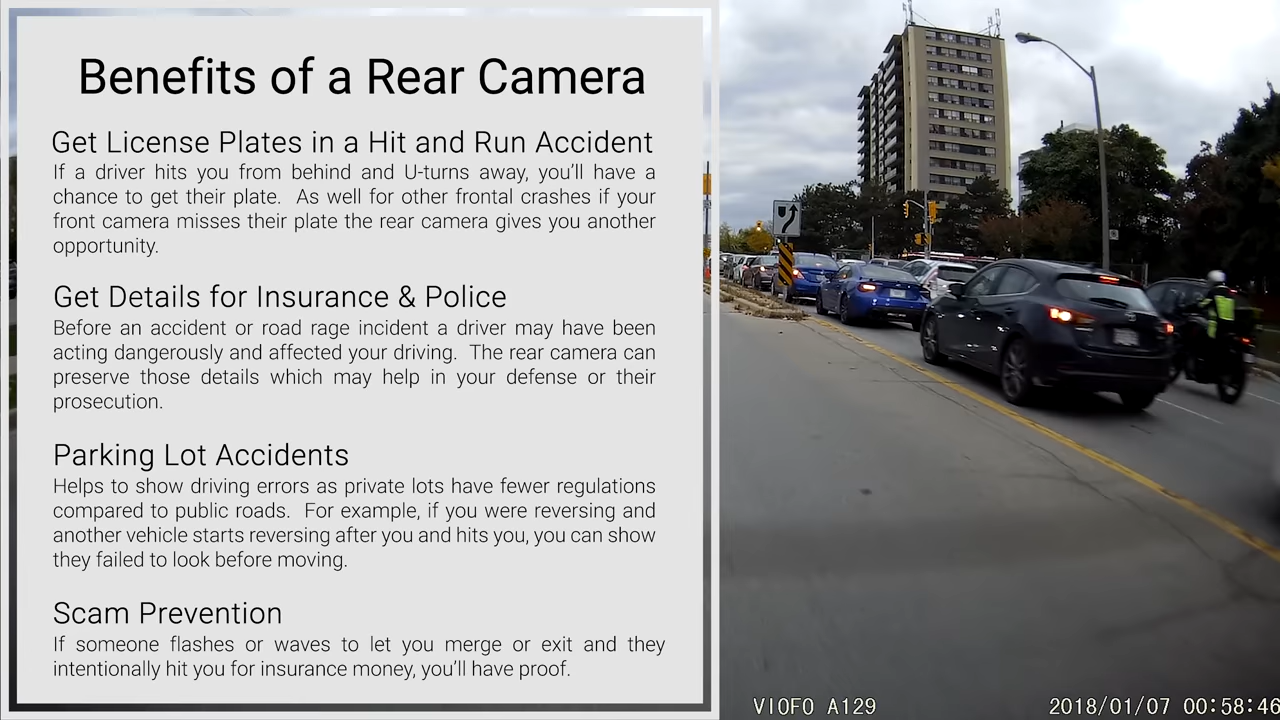 Benefits of a Rear Camera
Get License Plates in a Hit and Run Accident
If a driver hits you from behind and U-turns away, you'll have a
chance to get their plate.  As well for other frontal crashes if your
front camera misses their plate the rear camera gives you another
opportunity.
Get Details for Insurance & Police
Before an accident or road rage incident a driver may have been
acting dangerously and affected your driving.  The rear camera can
preserve those details which may help in your defense or their
prosecution.
Parking Lot Accidents
Helps to show driving errors as private lots have fewer regulations
compared to public roads.  For example, if you were reversing and
another vehicle starts reversing after you and hits you, you can show
they failed to look before moving.
Scam Prevention
If someone flashes or waves to let you merge or exit and they
intentionally hit you for insurance money, you'll have proof.
VIOFO A129
2018/01/07 00:58:46